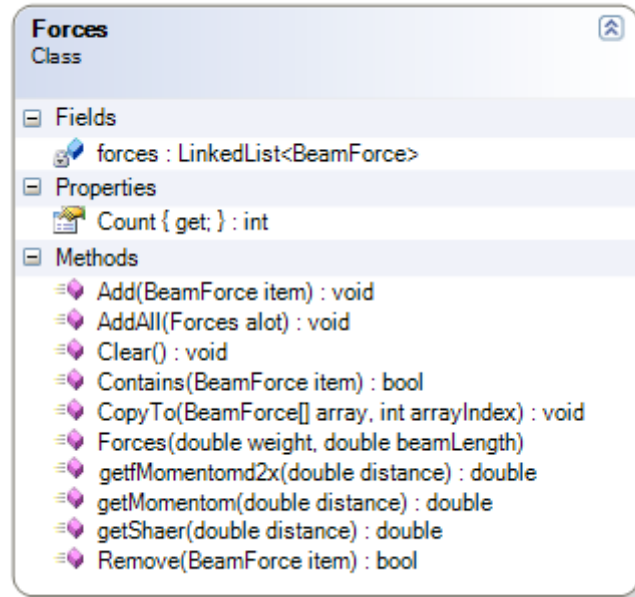 Forces
Class
Fields
forces : LinkedList<BeamForce>
Properties
Count { get; } : int
Methods
Add(BeamForce item) : void
AddAll(Forces alot) : void
Clear() : void
Contains(BeamForce item) : bool
CopyTo(BeamForce[] array, int arrayIndex) : void
Forces(double weight, double beamLength)
getfMomentomd2x(double distance) : double
getMomentom(double distance) : double
getShaer(double distance) : double
Remove(BeamForce item) : bool